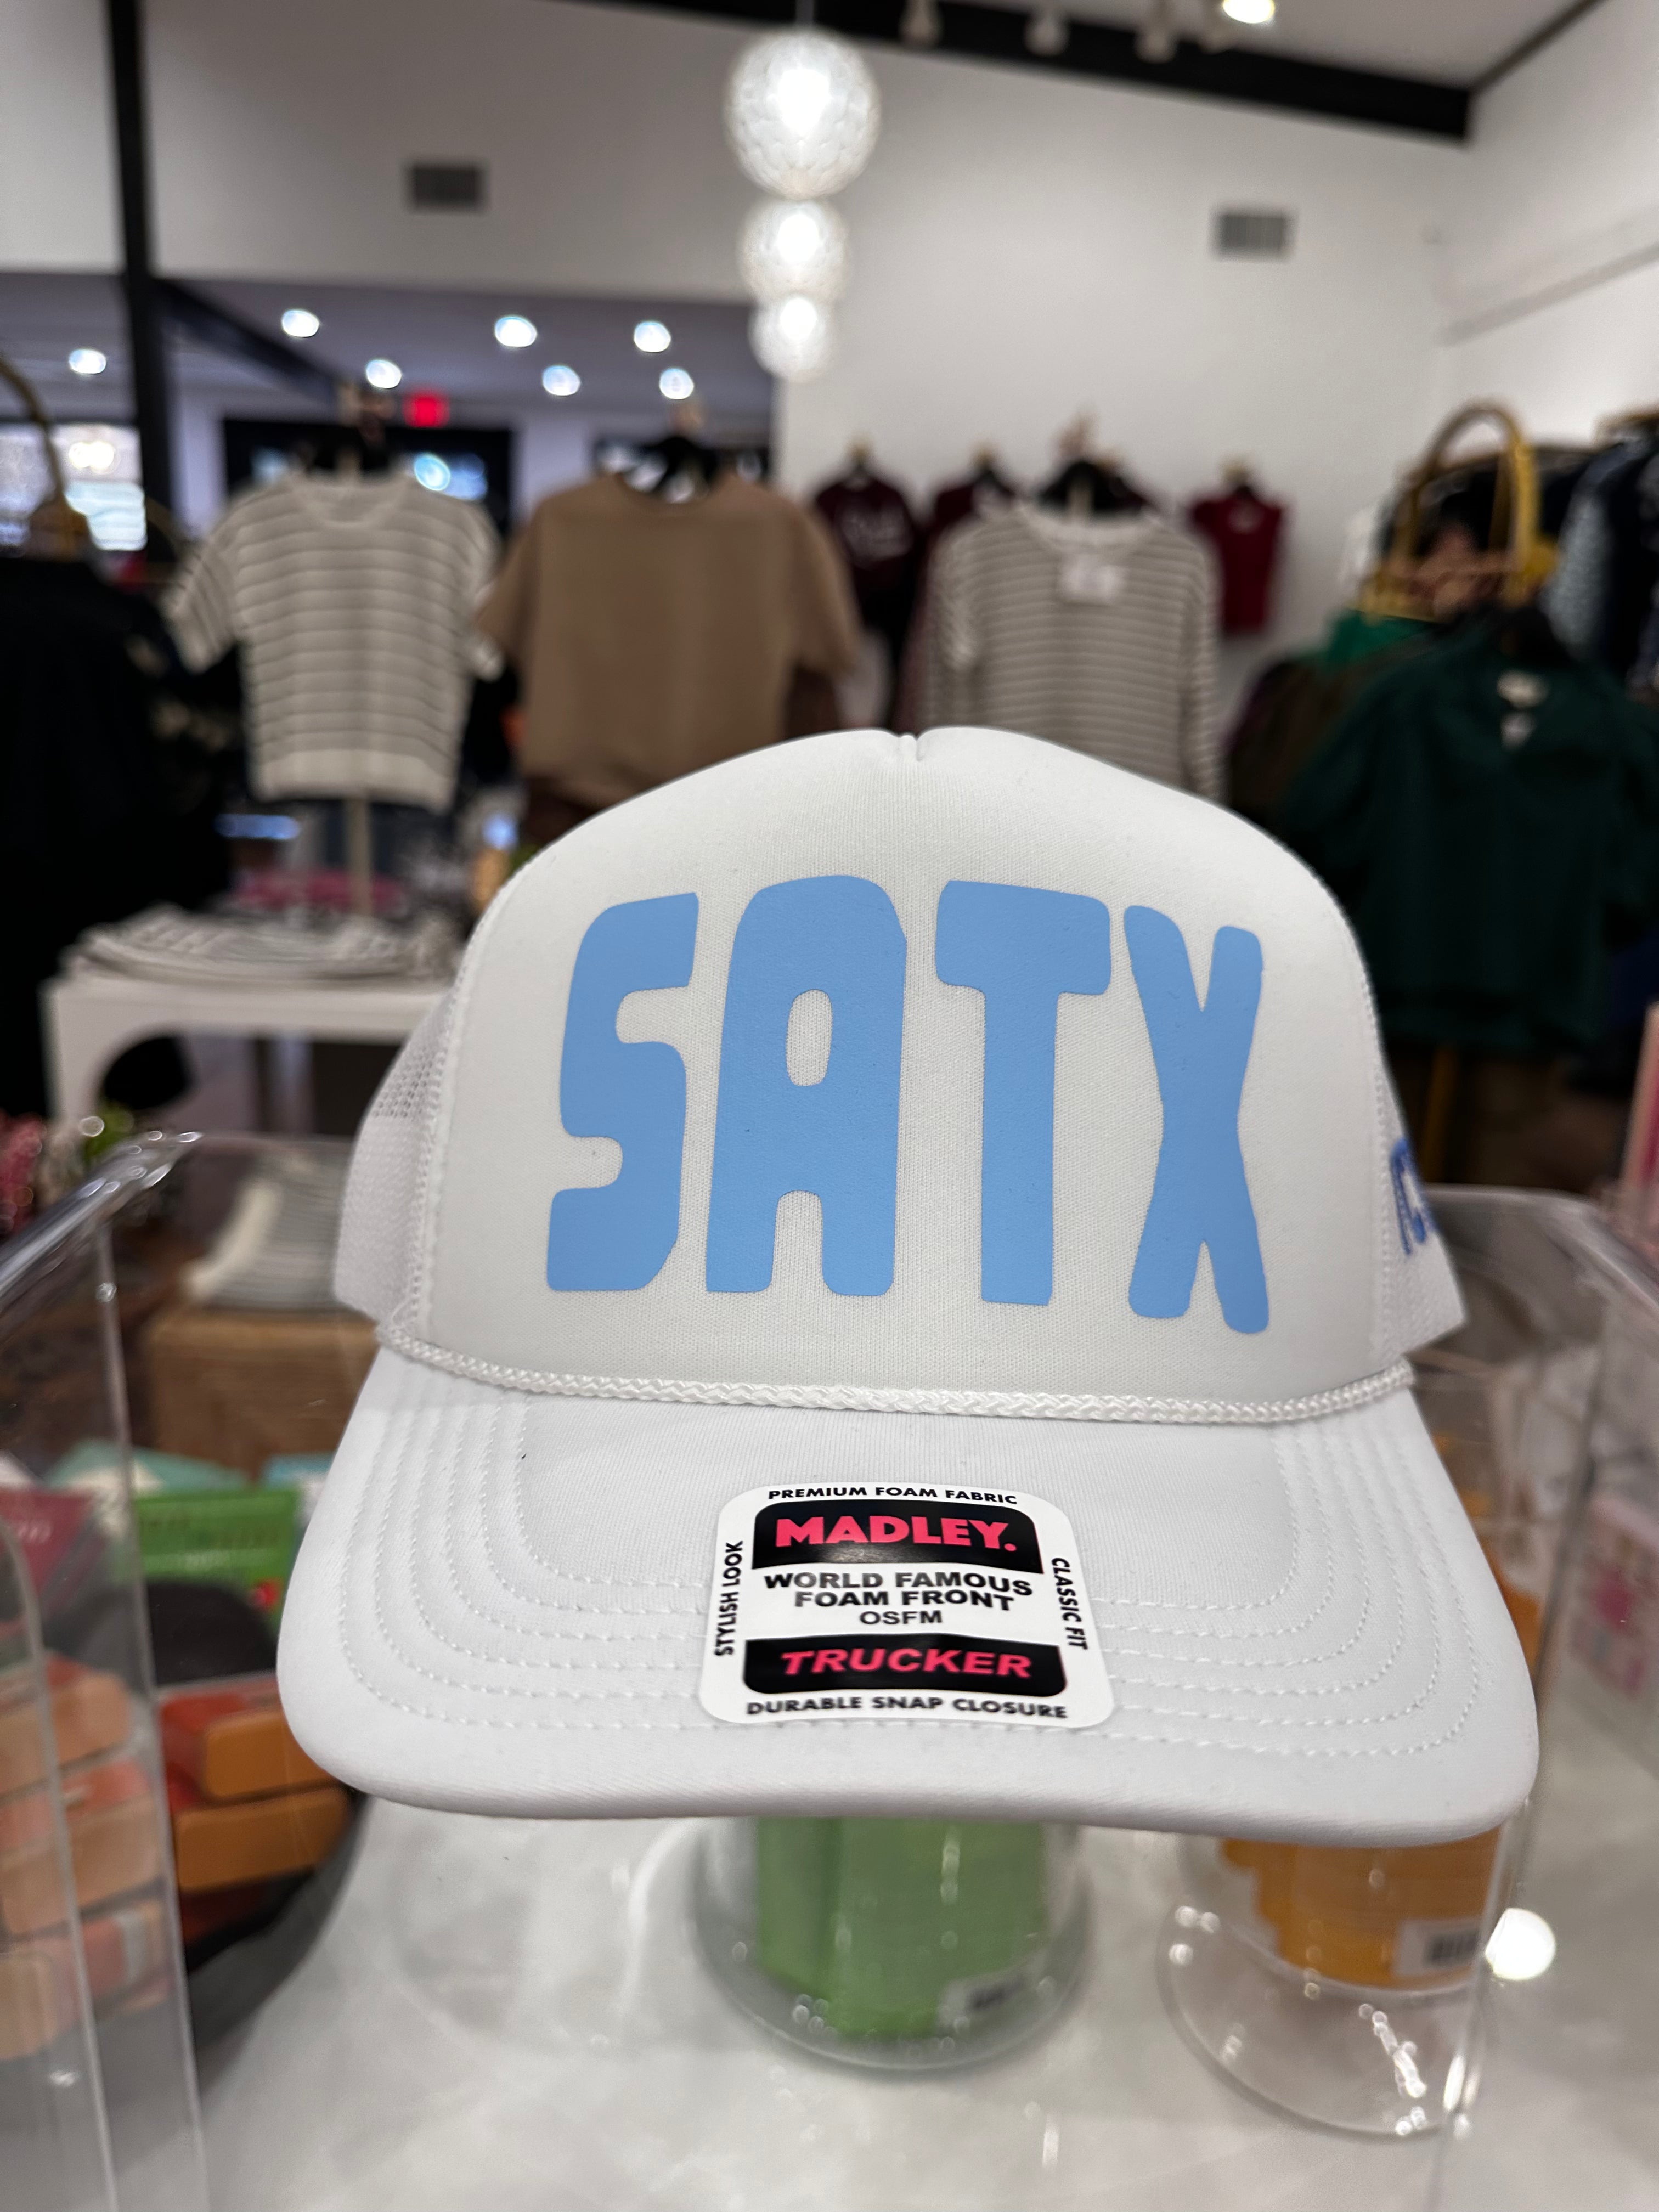 SATX
PREMIUM FOAM FABRIC
MADLEY.
STYLISH LOOK
WORLD FAMOUS
FOAM FRONT
OSFM
CLASSIC FIT
TRUCKER
DURABLE SNAP CLOSURE